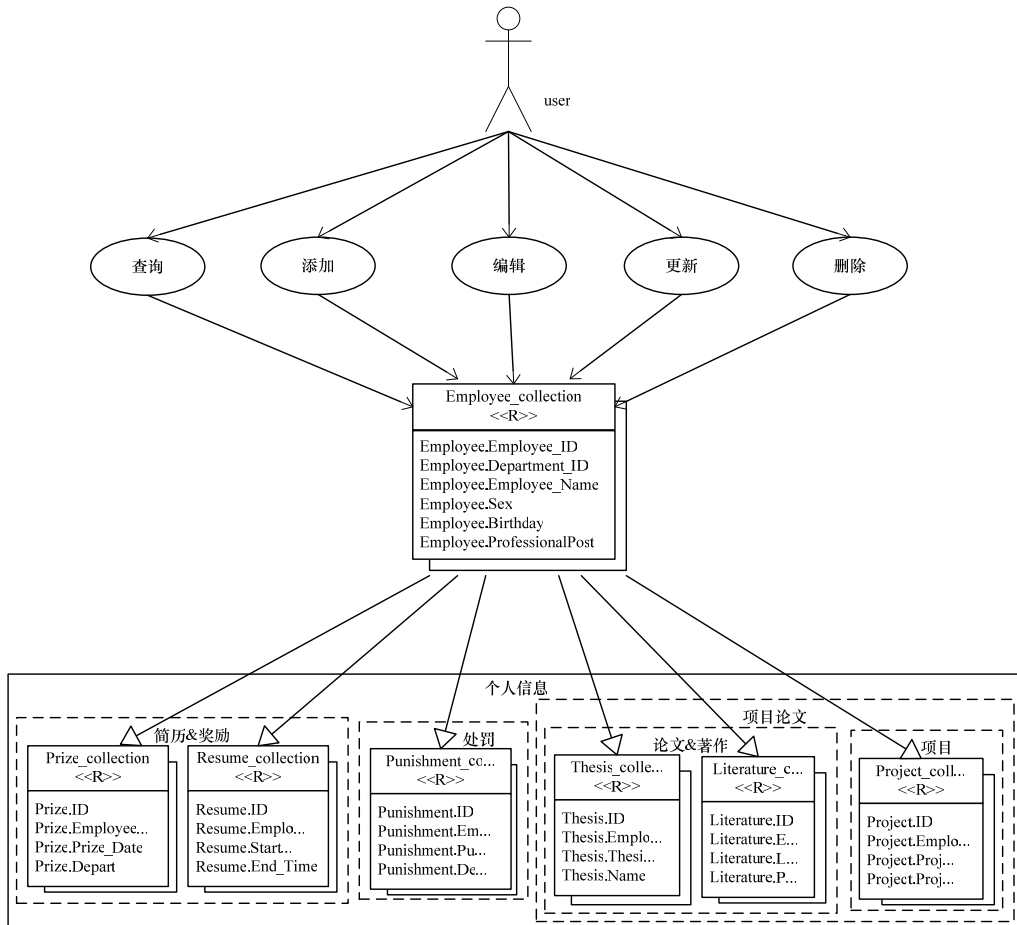 user
查询
添加
编辑
更新
删除
Employee_collection
<<R>>
Employee.Employee_ID
Employee.Department_ID
Employee.Employee_Name
Employee.Sex
Employee.Birthday
Employee.ProfessionalPost
个人信息
简历&奖励
Prize_collection
<<R>>
Prize.ID
Prize.Employee...
Prize.Prize_Date
Prize.Depart
Resume_collection
<<R>>
Resume.ID
Resume.Emplo...
Resume.Start...
Resume.End_Time
处罚
Punishment_co...
<<R>>
Punishment.ID
Punishment.Em...
Punishment.Pu...
Punishment.De...
项目论文
论文&著作
Thesis_colle...
<<R>>
Thesis.ID
Thesis.Emplo...
Thesis.Thesi...
Thesis.Name
Literature_c...
<<R>>
Literature.ID
Literature.E...
Literature.L...
Literature.P...
项目
Project_coll...
<<R>>
Project.ID
Project.Emplo...
Project.Proj...
Project.Proj...